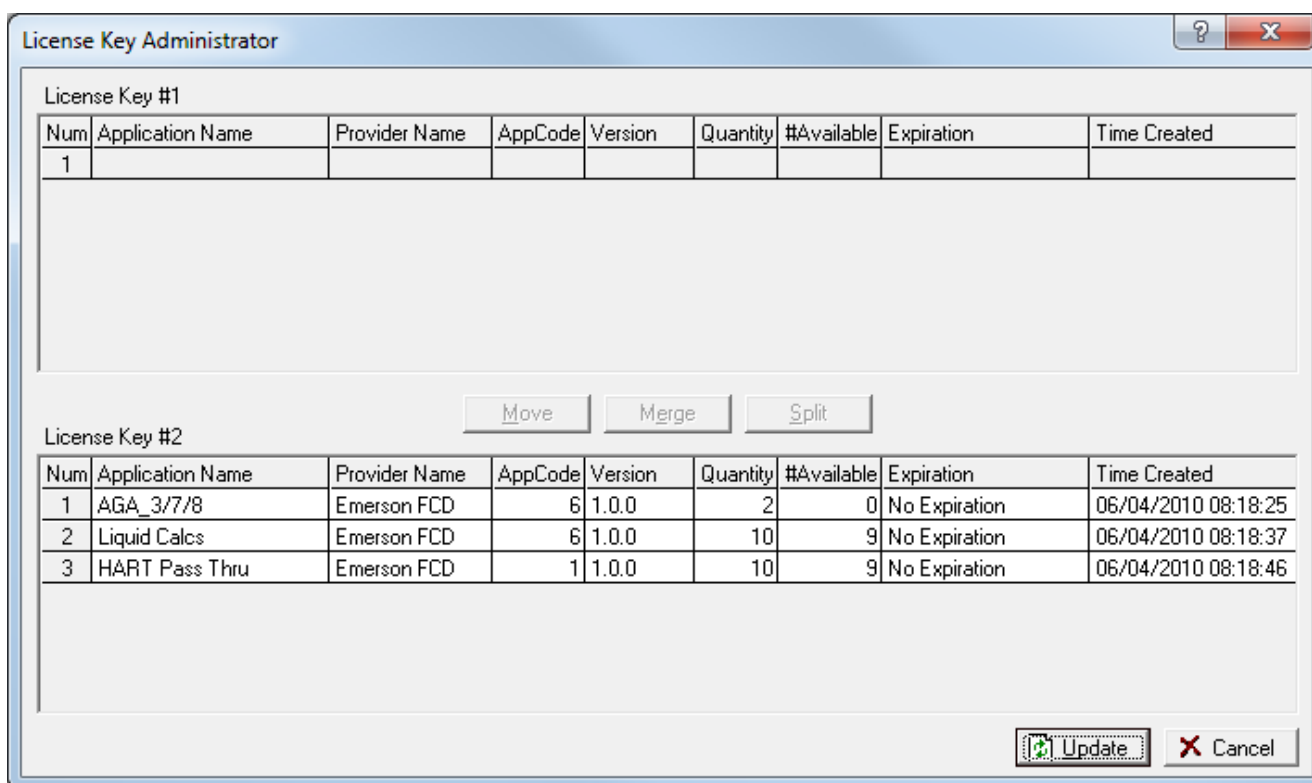 License Key Administrator
?
X
License Key #1
Num Application Name Provider Name AppCode Version Quantity #Available Expiration Time Created
1
Move Merge Split
License Key #2
Num Application Name Provider Name AppCode Version Quantity #Available Expiration Time Created
1 AGA_3/7/8 Emerson FCD 6 1.0.0 2 0 No Expiration 06/04/2010 08:18:25
2 Liquid Calcs Emerson FCD 6 1.0.0 10 9 No Expiration 06/04/2010 08:18:37
3 HART Pass Thru Emerson FCD 1 1.0.0 10 9 No Expiration 06/04/2010 08:18:46
Update Cancel